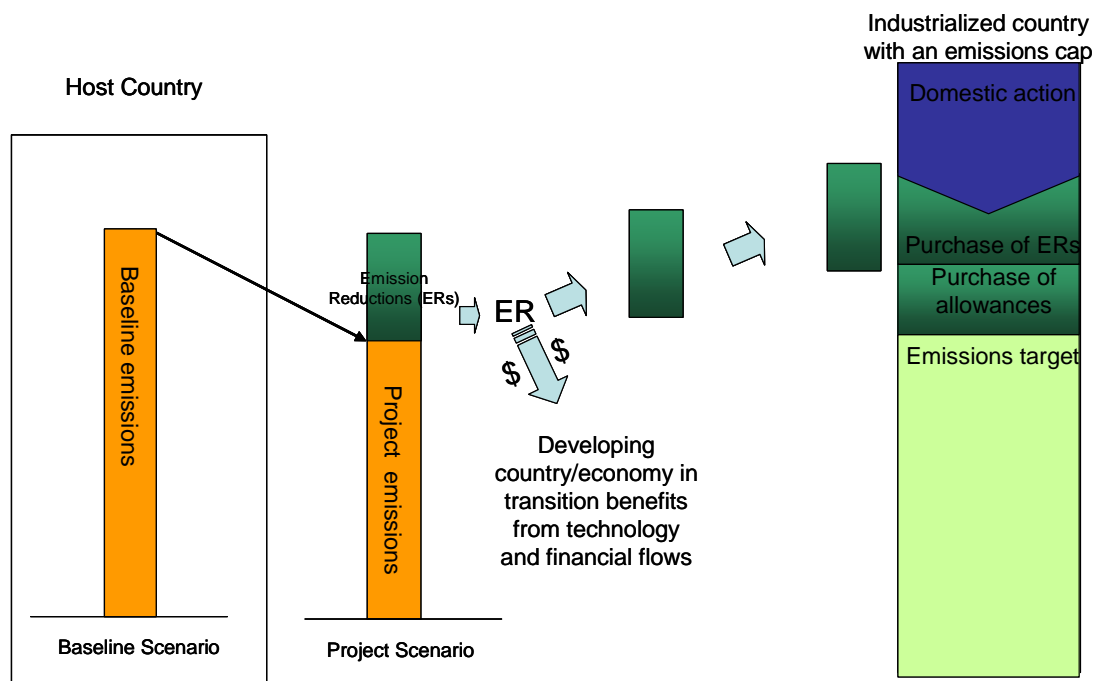 Industrialized country
with an emissions cap
Host Country
Domestic action
Baseline emissions
Emission
Reductions (ERs)
Project emissions
ER
$
$
Purchase of ERs
Purchase of
allowances
Emissions target
Developing
country/economy in
transition benefits
from technology
and financial flows
Baseline Scenario
Project Scenario